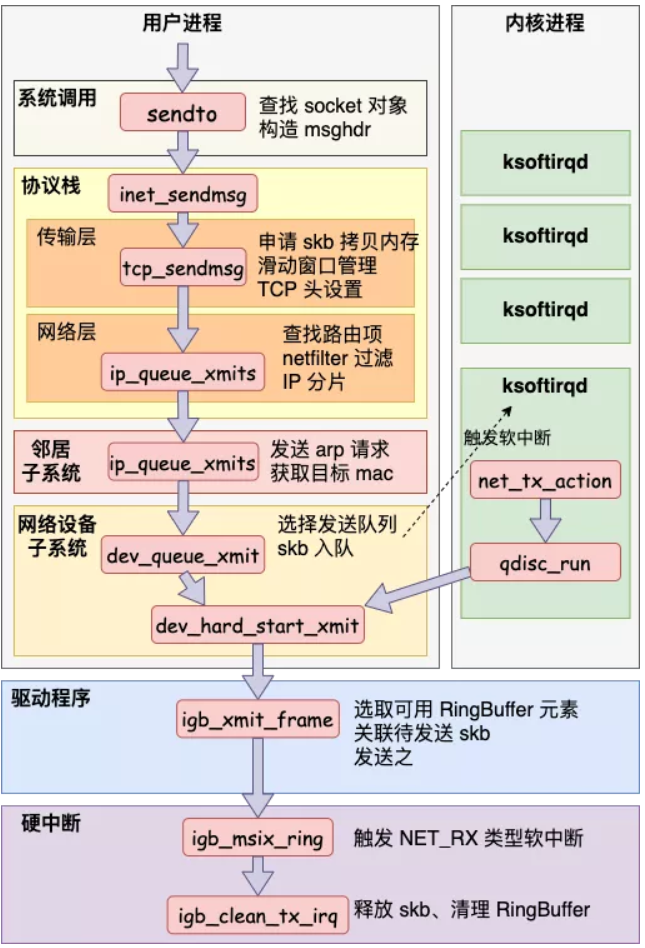 用户进程
系统调用
sendto
查找 socket 对象
构造 msghdr
协议栈
inet_sendmsg
传输层
tcp_sendmsg
申请 skb 拷贝内存
滑动窗口管理
TCP 头设置
网络层
ip_queue_xmits
查找路由项
netfilter 过滤
IP 分片
邻居
子系统
ip_queue_xmits
发送 arp 请求
获取目标 mac
网络设备
子系统
dev_queue_xmit
选择发送队列
skb 入队
dev_hard_start_xmit
内核进程
ksoftirqd
ksoftirqd
ksoftirqd
ksoftirqd
触发软中断
net_tx_action
qdisc_run
驱动程序
igb_xmit_frame
选取可用 RingBuffer 元素
关联待发送 skb
发送之
硬中断
igb_msix_ring
触发 NET_RX 类型软中断
igb_clean_tx_irq
释放 skb、清理 RingBuffer